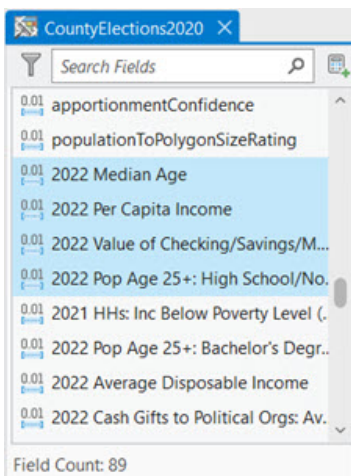 CountyElections2020
Search Fields
0.01 apportionmentConfidence
0.01 populationToPolygonSizeRating
0.01 2022 Median Age
0.01 2022 Per Capita Income
0.01 2022 Value of Checking/Savings/M...
0.01 2022 Pop Age 25+: High School/No...
0.01 2021 HHs: Inc Below Poverty Level (...
0.01 2022 Pop Age 25+: Bachelor's Degr...
0.01 2022 Average Disposable Income
0.01 2022 Cash Gifts to Political Orgs: Av...
Field Count: 89